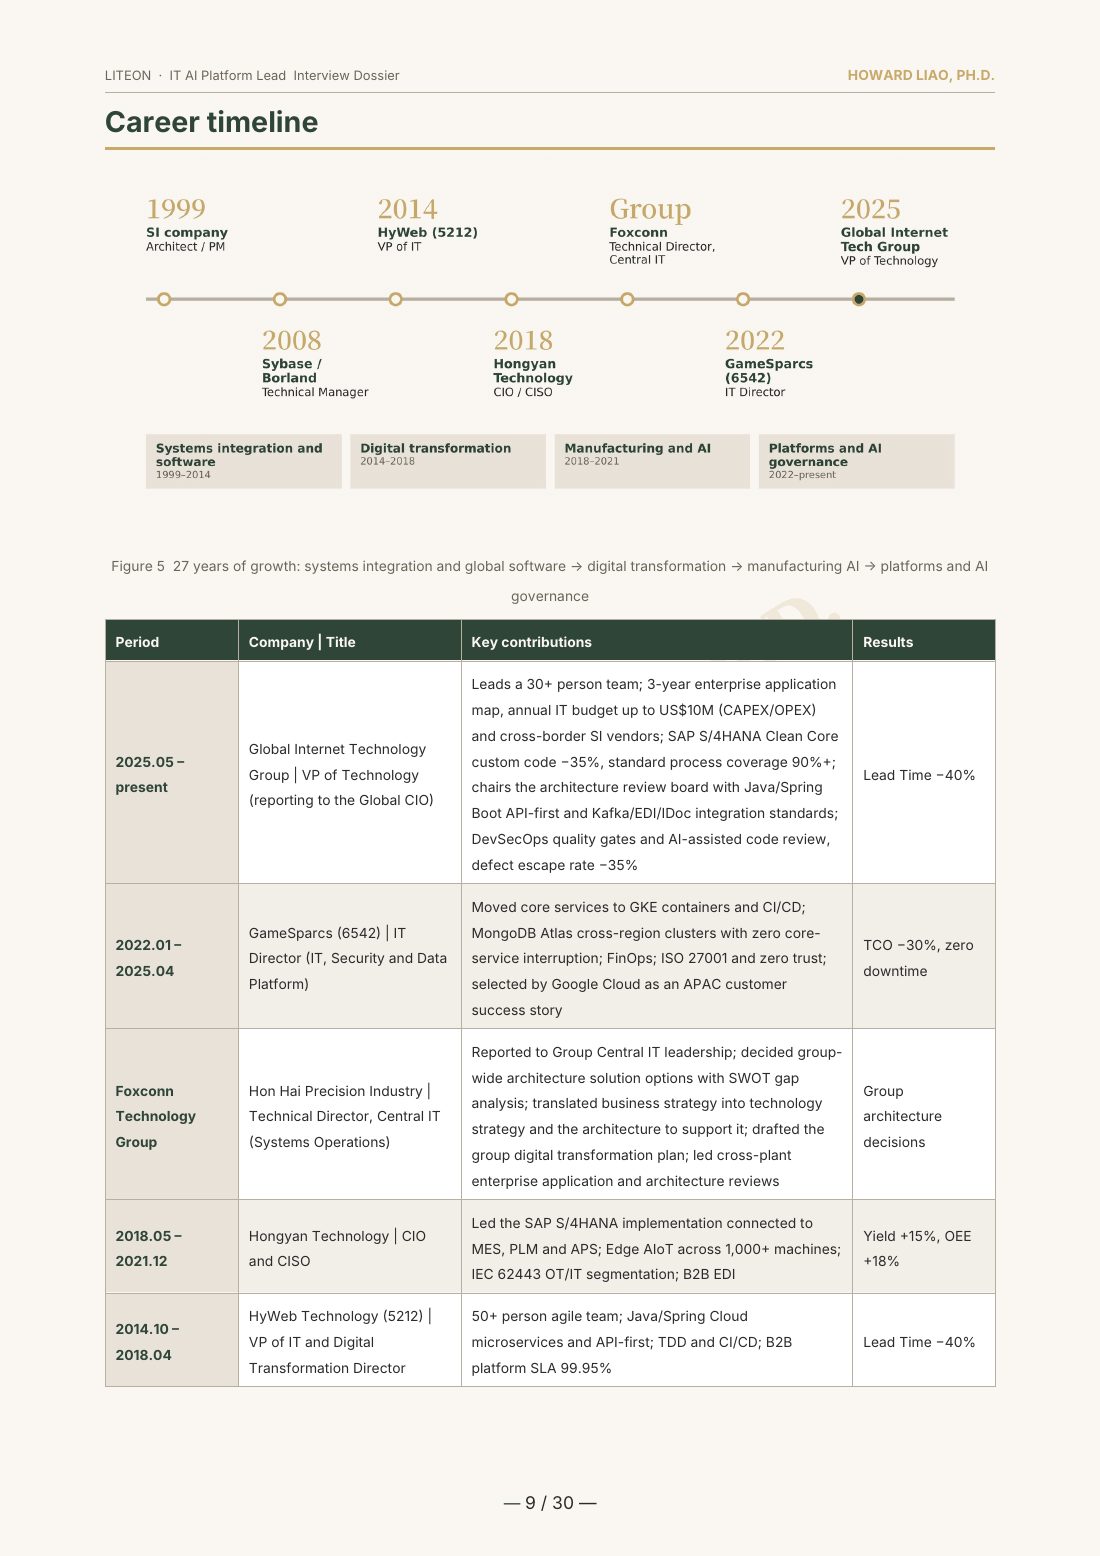 LITEON · IT AI Platform Lead Interview Dossier
HOWARD LIAO, PH.D.
Career timeline
1999
SI company
Architect / PM
2014
HyWeb (5212)
VP of IT
Group
Foxconn
Technical Director,
Central IT
2025
Global Internet
Tech Group
VP of Technology
2008
Sybase /
Borland
Technical Manager
2018
Hongyan
Technology
CIO / CISO
2022
GameSparcs
(6542)
IT Director
Systems integration and
software
1999–2014
Digital transformation
2014–2018
Manufacturing and AI
2018–2021
Platforms and AI
governance
2022–present
Figure 5 27 years of growth: systems integration and global software → digital transformation → manufacturing AI → platforms and AI
governance
Period
Company | Title
Key contributions
Results
2025.05 –
present
Global Internet Technology
Group | VP of Technology
(reporting to the Global CIO)
Leads a 30+ person team; 3-year enterprise application
map, annual IT budget up to US$10M (CAPEX/OPEX)
and cross-border SI vendors; SAP S/4HANA Clean Core
custom code −35%, standard process coverage 90%+;
chairs the architecture review board with Java/Spring
Boot API-first and Kafka/EDI/IDoc integration standards;
DevSecOps quality gates and AI-assisted code review,
defect escape rate −35%
Lead Time −40%
2022.01 –
2025.04
GameSparcs (6542) | IT
Director (IT, Security and Data
Platform)
Moved core services to GKE containers and CI/CD;
MongoDB Atlas cross-region clusters with zero core-
service interruption; FinOps; ISO 27001 and zero trust;
selected by Google Cloud as an APAC customer
success story
TCO −30%, zero
downtime
Foxconn
Technology
Group
Hon Hai Precision Industry |
Technical Director, Central IT
(Systems Operations)
Reported to Group Central IT leadership; decided group-
wide architecture solution options with SWOT gap
analysis; translated business strategy into technology
strategy and the architecture to support it; drafted the
group digital transformation plan; led cross-plant
enterprise application and architecture reviews
Group
architecture
decisions
2018.05 –
2021.12
Hongyan Technology | CIO
and CISO
Led the SAP S/4HANA implementation connected to
MES, PLM and APS; Edge AIoT across 1,000+ machines;
IEC 62443 OT/IT segmentation; B2B EDI
Yield +15%, OEE
+18%
2014.10 –
2018.04
HyWeb Technology (5212) |
VP of IT and Digital
Transformation Director
50+ person agile team; Java/Spring Cloud
microservices and API-first; TDD and CI/CD; B2B
platform SLA 99.95%
Lead Time −40%
— 9 / 30 —